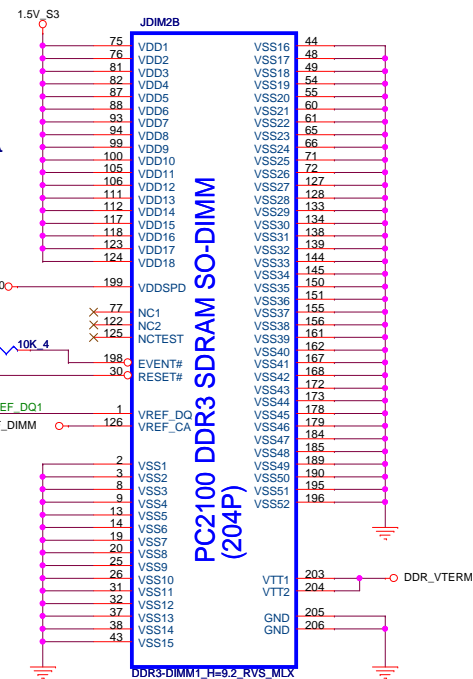 1.5V_S3
JDIM2B
75 VDD1 VSS16 44
76 VDD2 VSS17 48
81 VDD3 VSS18 49
82 VDD4 VSS19 54
87 VDD5 VSS20 55
88 VDD6 VSS21 60
93 VDD7 VSS22 61
94 VDD8 VSS23 65
99 VDD9 VSS24 66
100 VDD10 VSS25 71
105 VDD11 VSS26 72
106 VDD12 VSS27 127
111 VDD13 VSS28 128
112 VDD14 VSS29 133
117 VDD15 VSS30 134
118 VDD16 VSS31 138
123 VDD17 VSS32 139
124 VDD18 VSS33 144
VSS34 145
199 VDDSPD VSS35 150
VSS36 151
77 NC1 VSS37 155
122 NC2 VSS38 156
125 NCTEST VSS39 161
VSS40 162
10K_4
198 EVENT# VSS41 167
30 RESET# VSS42 168
VSS43 172
VSS44 173
EF_DQ1 1 VREF_DQ VSS45 178
_DIMM 126 VREF_CA VSS46 179
VSS47 184
VSS48 185
2 VSS1 VSS49 189
3 VSS2 VSS50 190
8 VSS3 VSS51 195
9 VSS4 VSS52 196
13 VSS5
14 VSS6
19 VSS7
20 VSS8
25 VSS9
26 VSS10 VTT1 203 DDR_VTERM
31 VSS11 VTT2 204
32 VSS12
37 VSS13 GND 205
38 VSS14 GND 206
43 VSS15
PC2100 DDR3 SDRAM SO-DIMM
(204P)
DDR3-DIMM1_H=9.2_RVS_MLX